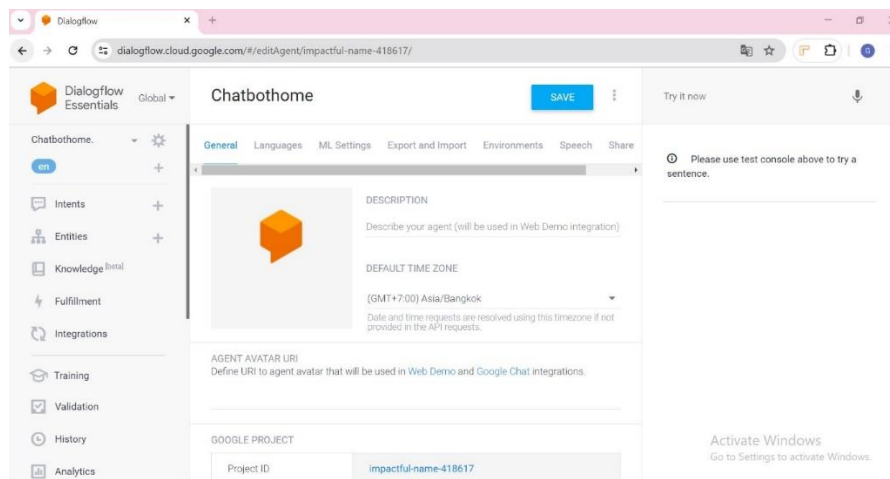 Dialogflow
dialogflow.cloud.google.com/#/editAgent/impactful-name-418617/
G
Dialogflow
Essentials
Global
Chatbothome
SAVE
Try it now
Chatbothome.
en
General Languages ML Settings Export and Import Environments Speech Share
Please use test console above to try a
sentence.
Intents
Entities
Knowledge [beta]
Fulfillment
Integrations
Training
Validation
History
Analytics
DESCRIPTION
Describe your agent (will be used in Web Demo integration)
DEFAULT TIME ZONE
(GMT+7:00) Asia/Bangkok
Date and time requests are resolved using this timezone if not
provided in the API requests.
AGENT AVATAR URI
Define URI to agent avatar that will be used in Web Demo and Google Chat integrations.
GOOGLE PROJECT
Project ID impactful-name-418617
Activate Windows
Go to Settings to activate Windows.